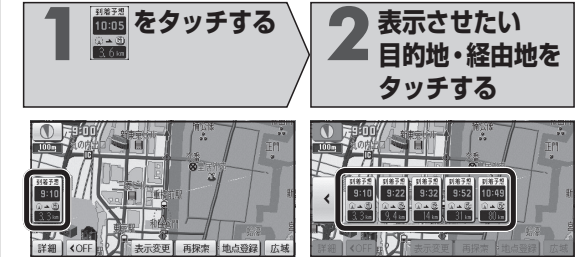 1
到着予想
10:05
3.6km
をタッチする
2 表示させたい
目的地・経由地を
タッチする
9:00
100m
到着予想
9:10
3.3km
詳細
OFF
表示変更
再探索
地点登録
広域
100m
到着予想 到着予想 到着予想 到着予想 到着予想
9:10 9:22 9:32 9:52 10:49
3.3km 9.4km 14km 31km 80km
詳細
OFF
表示変更
再探索
地点登録
広域